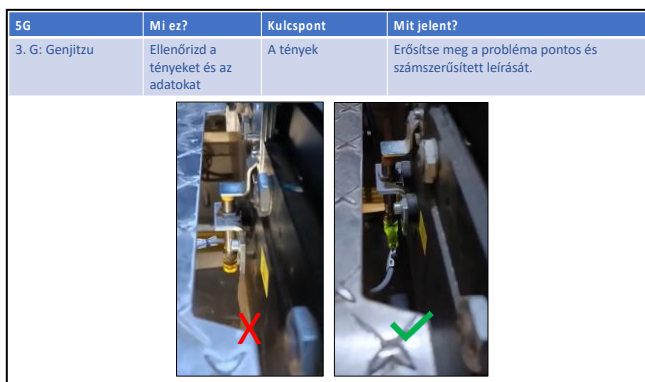 5G Mi ez? Kulcspont Mit jelent?
3. G: Genjitzu Ellenőrizd a A tények Erősítse meg a probléma pontos és
tényeket és az számszerűsített leírását.
adatokat